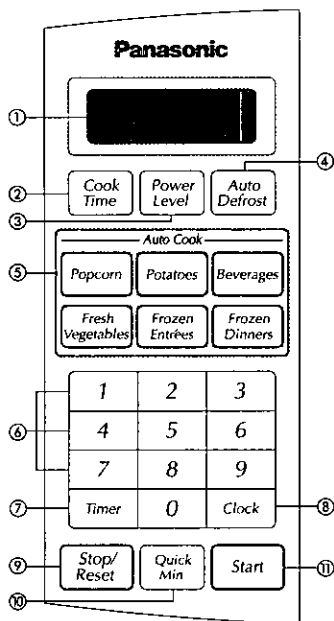 Panasonic
①
④
② Cook Time Power Level Auto Defrost
③
Auto Cook
⑤ Popcorn Potatoes Beverages
Fresh Vegetables Frozen Entrées Frozen Dinners
1 2 3
⑥ 4 5 6
7 8 9
⑦ Timer 0 Clock ⑧
⑨ Stop/Reset Quick Min Start ⑪
⑩